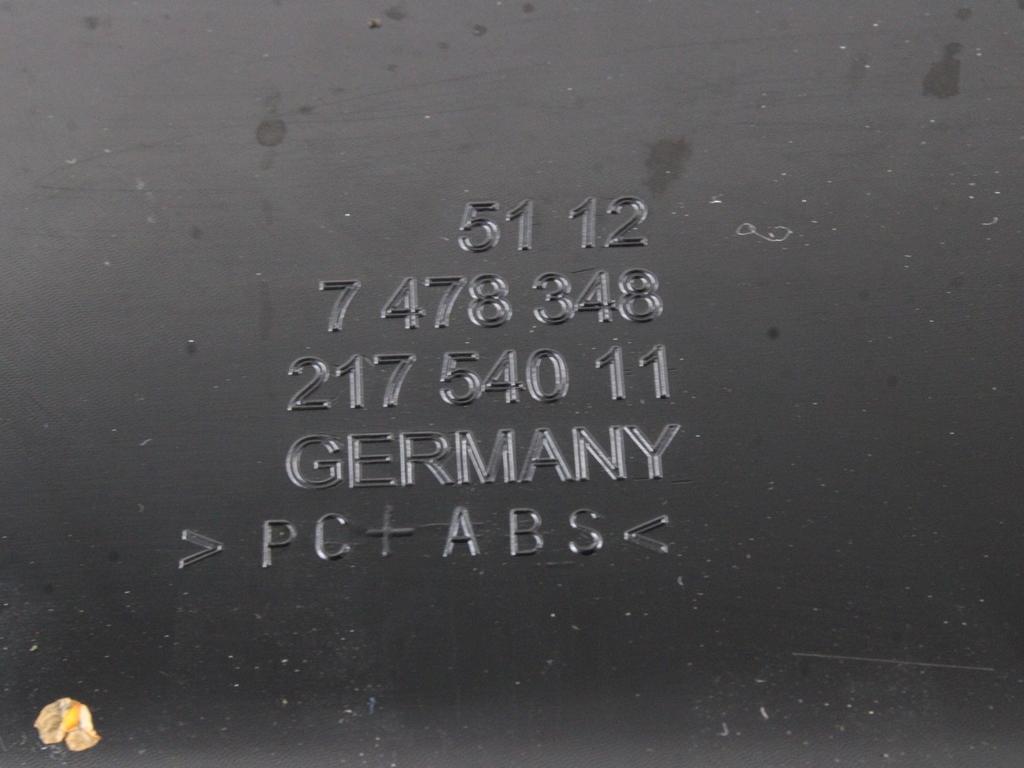 51 12
7 478 348
217 540 11
GERMANY
> PC+ABS <